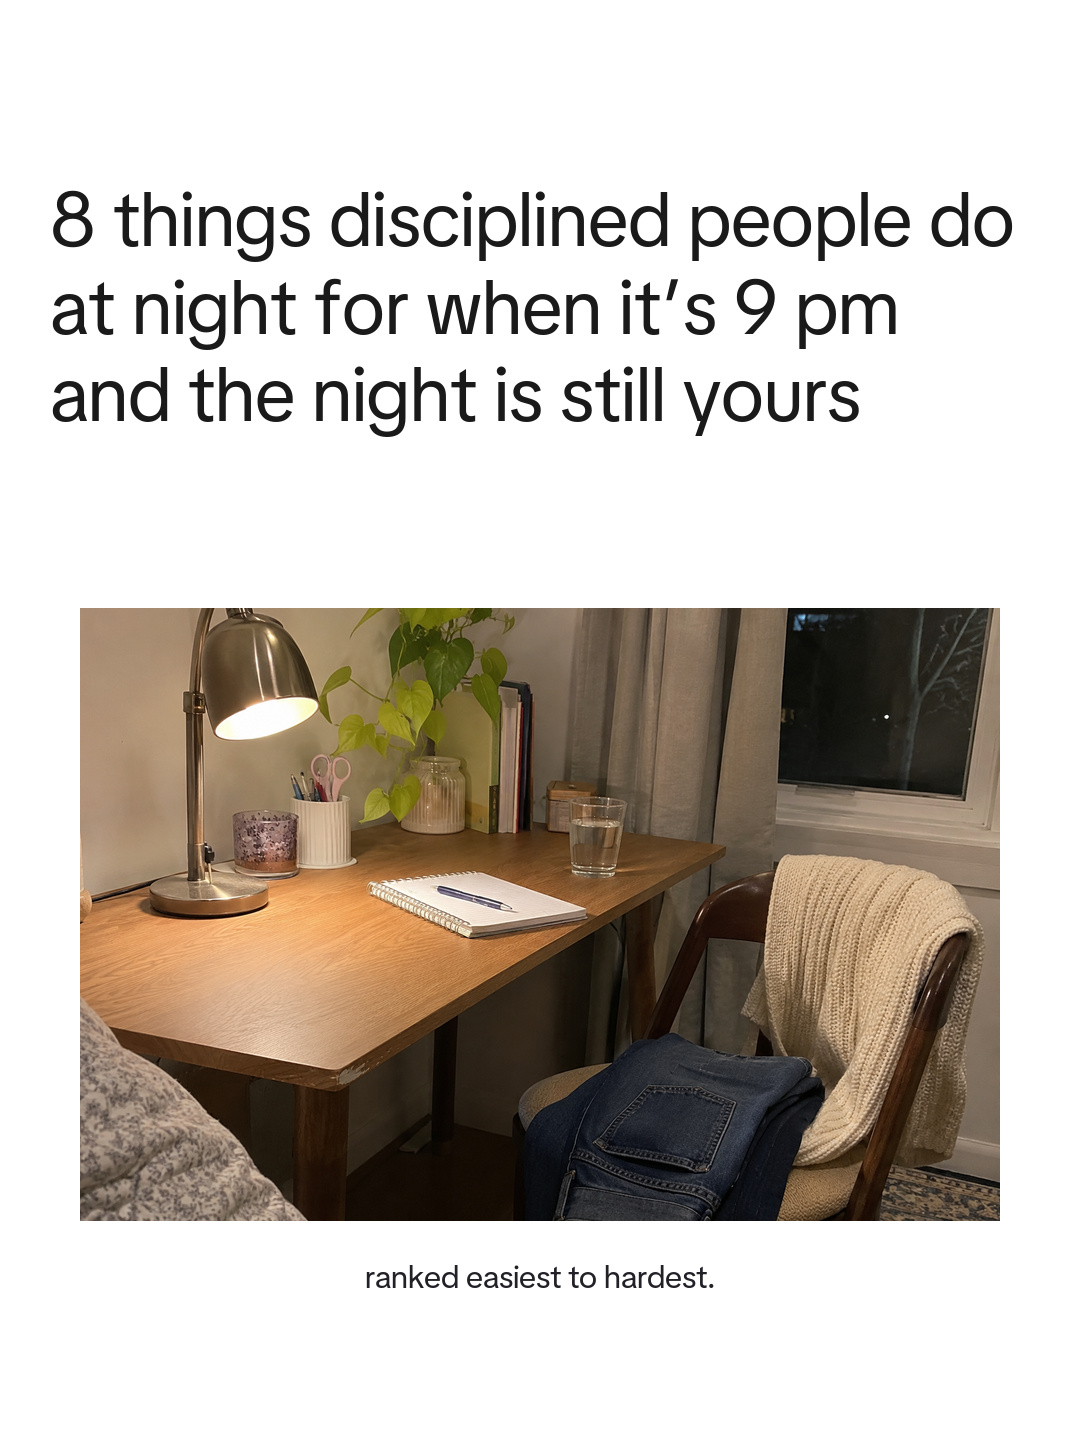 8 things disciplined people do
at night for when it’s 9 pm
and the night is still yours
ranked easiest to hardest.